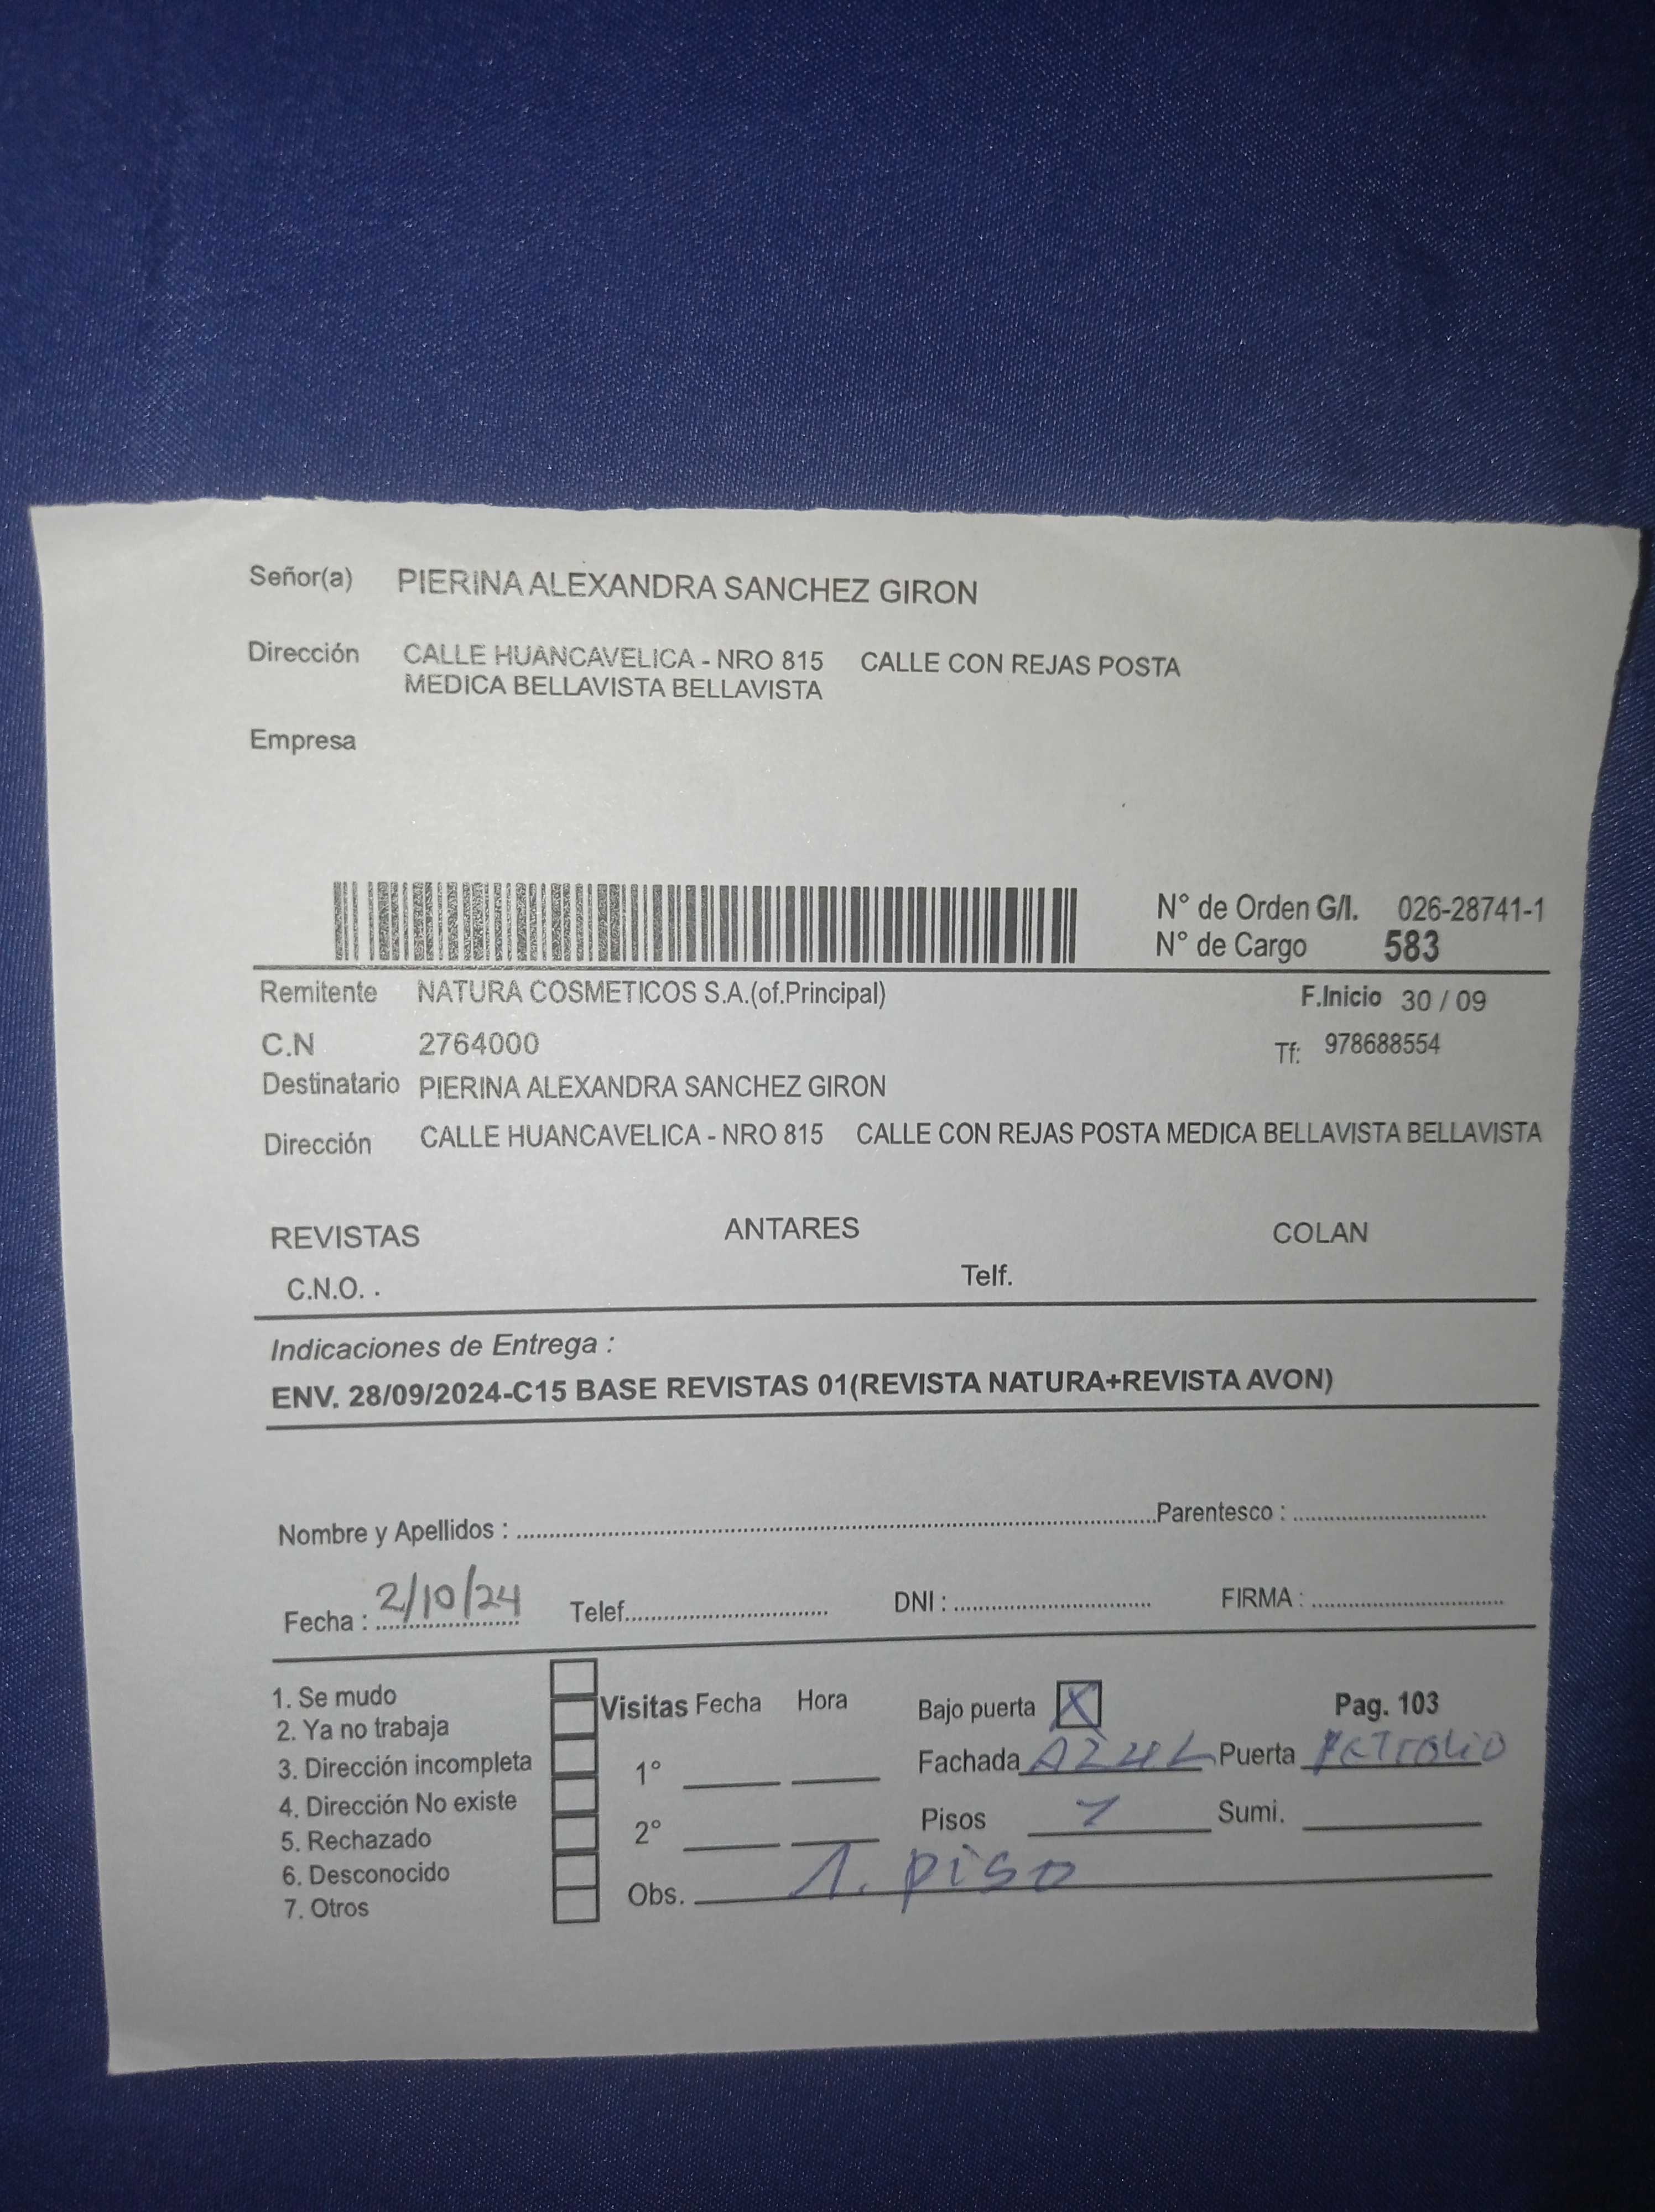 Señor(a) PIERINA ALEXANDRA SANCHEZ GIRON
Dirección CALLE HUANCAVELICA - NRO 815 CALLE CON REJAS POSTA
MEDICA BELLAVISTA BELLAVISTA
Empresa
N° de Orden G/I. 026-28741-1
N° de Cargo 583
Remitente NATURA COSMETICOS S.A.(of.Principal) F.Inicio 30 / 09
C.N 2764000 Tf: 978688554
Destinatario PIERINA ALEXANDRA SANCHEZ GIRON
Dirección CALLE HUANCAVELICA - NRO 815 CALLE CON REJAS POSTA MEDICA BELLAVISTA BELLAVISTA
REVISTAS ANTARES COLAN
C.N.O. . Telf.
Indicaciones de Entrega :
ENV. 28/09/2024-C15 BASE REVISTAS 01(REVISTA NATURA+REVISTA AVON)
Nombre y Apellidos : Parentesco :
Fecha : 2/10/24 Telef. DNI : FIRMA :
1. Se mudo
2. Ya no trabaja
3. Dirección incompleta
4. Dirección No existe
5. Rechazado
6. Desconocido
7. Otros
Visitas Fecha Hora
1°
2°
Bajo puerta X Pag. 103
Fachada AZUL Puerta
Pisos Sumi.
Obs. 1. piso